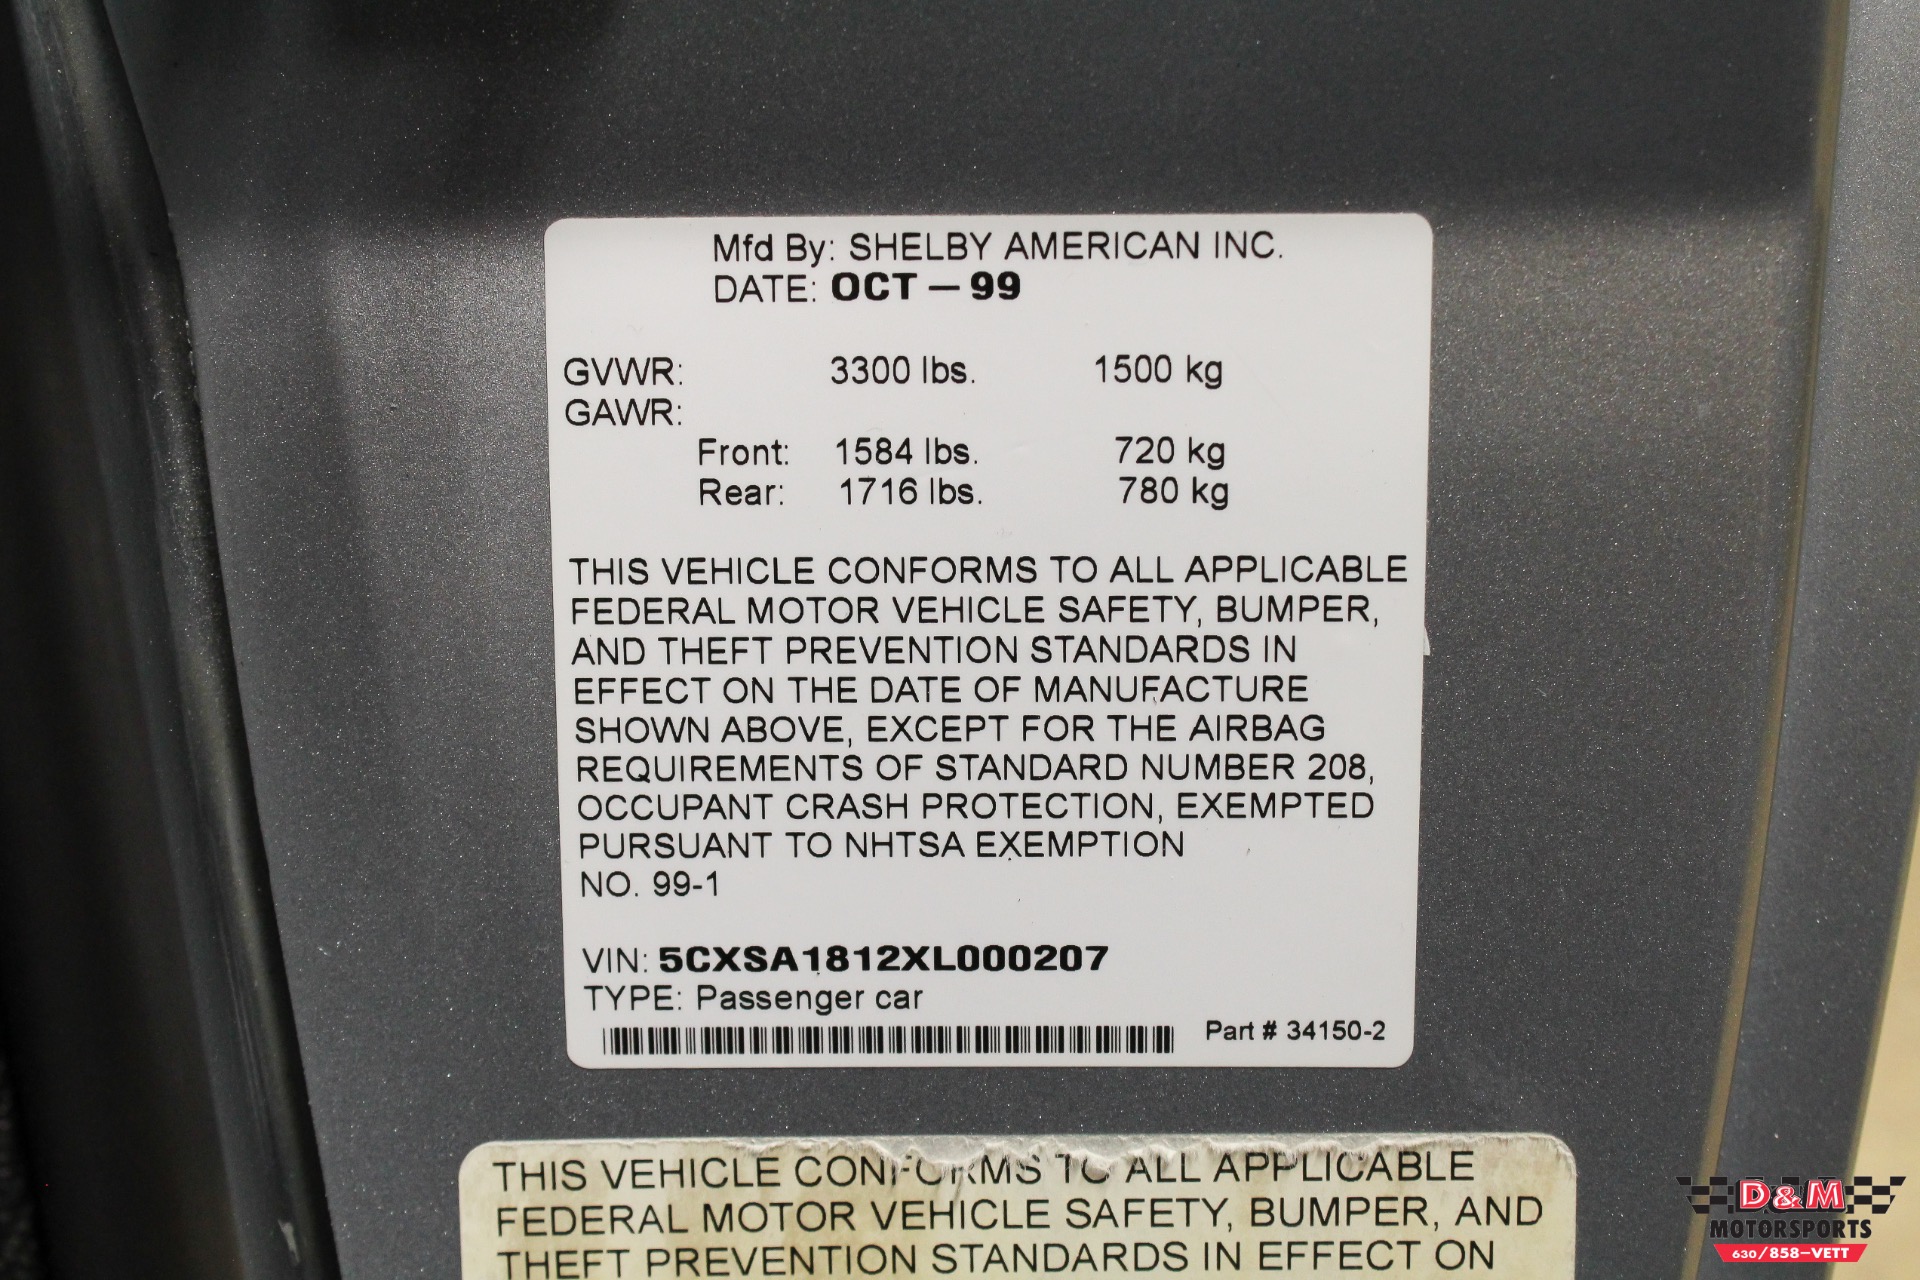 Mfd By: SHELBY AMERICAN INC.
DATE: OCT – 99
GVWR: 3300 lbs. 1500 kg
GAWR:
Front: 1584 lbs. 720 kg
Rear: 1716 lbs. 780 kg
THIS VEHICLE CONFORMS TO ALL APPLICABLE
FEDERAL MOTOR VEHICLE SAFETY, BUMPER,
AND THEFT PREVENTION STANDARDS IN
EFFECT ON THE DATE OF MANUFACTURE
SHOWN ABOVE, EXCEPT FOR THE AIRBAG
REQUIREMENTS OF STANDARD NUMBER 208,
OCCUPANT CRASH PROTECTION, EXEMPTED
PURSUANT TO NHTSA EXEMPTION
NO. 99-1
VIN: 5CXSA1812XL000207
TYPE: Passenger car
Part # 34150-2
THIS VEHICLE CONFORMS TO ALL APPLICABLE
FEDERAL MOTOR VEHICLE SAFETY, BUMPER, AND
THEFT PREVENTION STANDARDS IN EFFECT ON
D&M
MOTORSPORTS
630/858-VETT